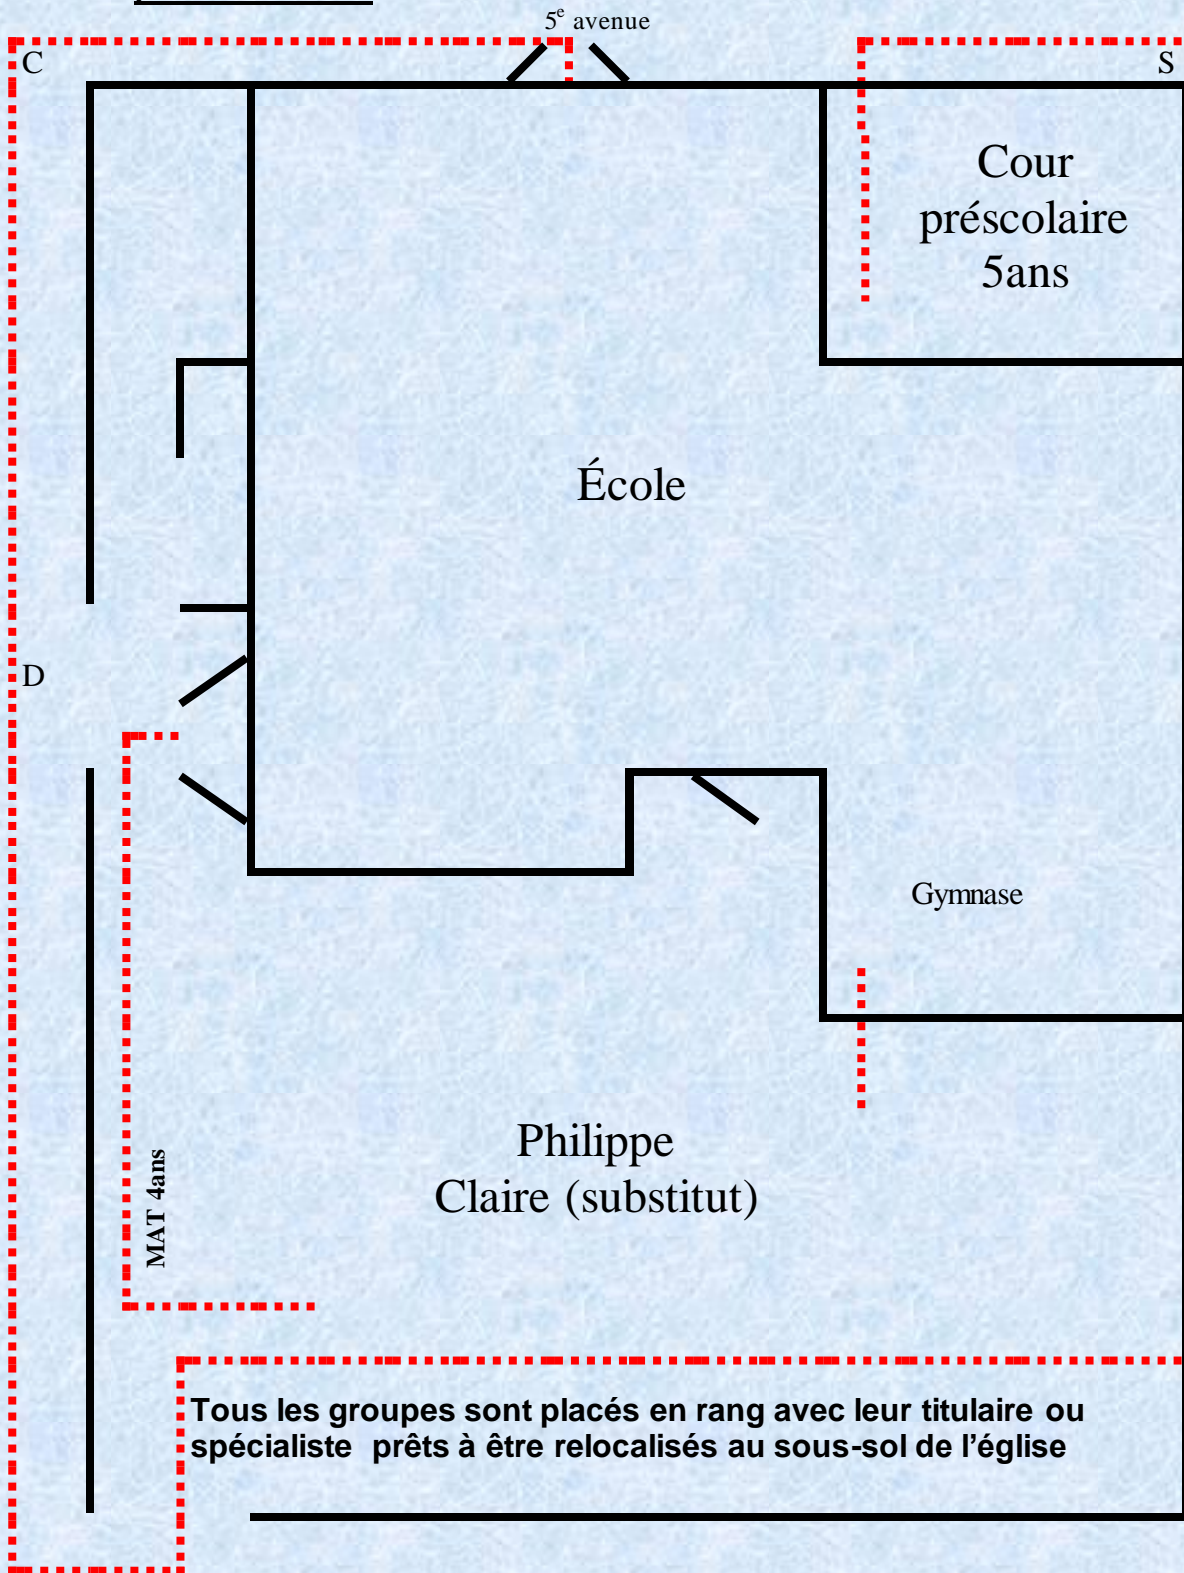 5e avenue
C
S
Cour
préscolaire
5ans
École
D
Gymnase
Philippe
Claire (substitut)
MAT 4ans
Tous les groupes sont placés en rang avec leur titulaire ou
spécialiste prêts à être relocalisés au sous-sol de l'église